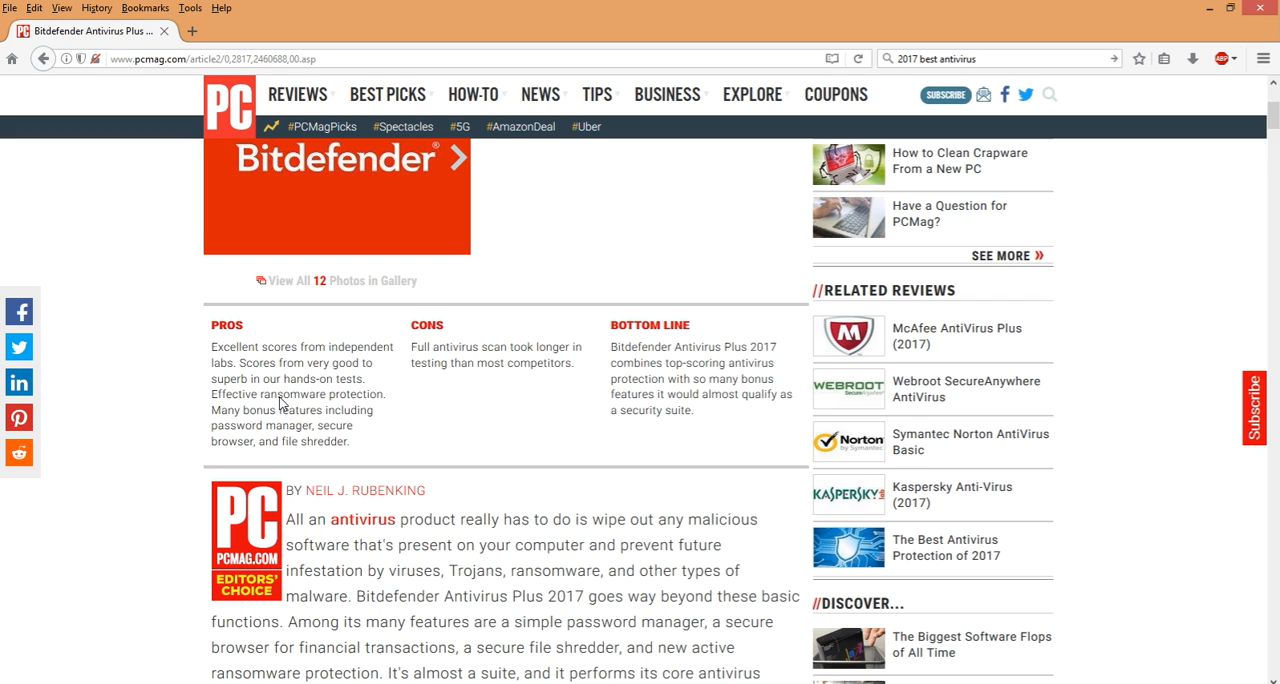 File Edit View History Bookmarks Tools Help
PC Bitdefender Antivirus Plus ...
www.pcmag.com/article2/0,2817,2460688,00.asp
2017 best antivirus
ABP
PC
REVIEWS BEST PICKS HOW-TO NEWS TIPS BUSINESS EXPLORE COUPONS
SUBSCRIBE
#PCMagPicks #Spectacles #5G #AmazonDeal #Uber
Bitdefender®
View All 12 Photos in Gallery
PROS
Excellent scores from independent
labs. Scores from very good to
superb in our hands-on tests.
Effective ransomware protection.
Many bonus features including
password manager, secure
browser, and file shredder.
CONS
Full antivirus scan took longer in
testing than most competitors.
BOTTOM LINE
Bitdefender Antivirus Plus 2017
combines top-scoring antivirus
protection with so many bonus
features it would almost qualify as
a security suite.
PC
PCMAG.COM
EDITORS'
CHOICE
BY NEIL J. RUBENKING
All an antivirus product really has to do is wipe out any malicious
software that's present on your computer and prevent future
infestation by viruses, Trojans, ransomware, and other types of
malware. Bitdefender Antivirus Plus 2017 goes way beyond these basic
functions. Among its many features are a simple password manager, a secure
browser for financial transactions, a secure file shredder, and new active
ransomware protection. It's almost a suite, and it performs its core antivirus
How to Clean Crapware
From a New PC
Have a Question for
PCMag?
SEE MORE »
//RELATED REVIEWS
McAfee AntiVirus Plus
(2017)
WEBROOT
Webroot SecureAnywhere
AntiVirus
Norton
by Symantec
Symantec Norton AntiVirus
Basic
KASPERSKY
Kaspersky Anti-Virus
(2017)
The Best Antivirus
Protection of 2017
//DISCOVER...
The Biggest Software Flops
of All Time
Subscribe